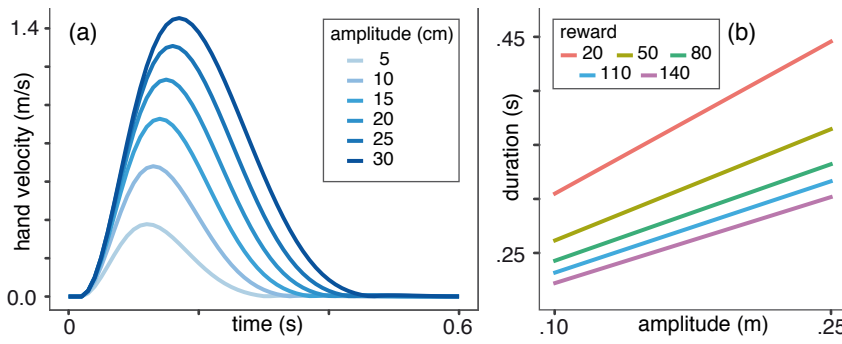 (a)
amplitude (cm)
5
10
15
20
25
30
hand velocity (m/s)
1.4
0.0
0
time (s)
0.6
(b)
reward
20 50 80
110 140
duration (s)
.45
.25
.10
amplitude (m)
.25